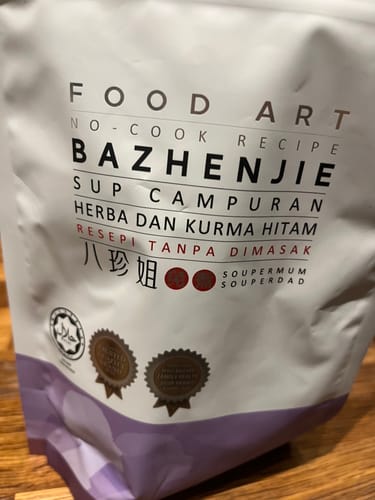 FOOD ART
NO-COOK RECIPE
BAZHENJIE
SUP CAMPURAN
HERBA DAN KURMA HITAM
RESEPI TANPA DIMASAK
八珍姐
SOUPERMUM
SOUPERDAD
حلال